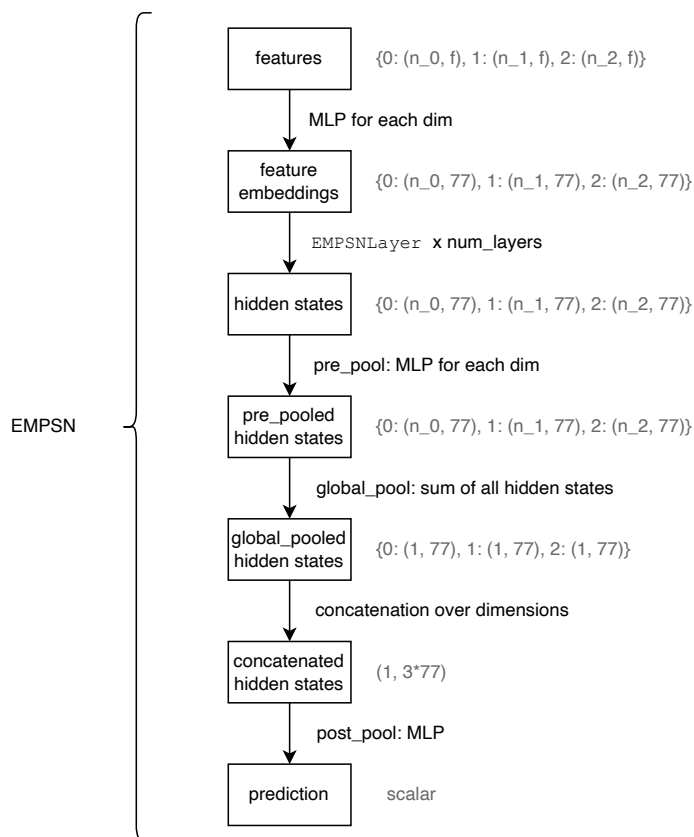 features {0: (n_0, f), 1: (n_1, f), 2: (n_2, f)}
MLP for each dim
feature
embeddings
{0: (n_0, 77), 1: (n_1, 77), 2: (n_2, 77)}
EMPSNLayer x num_layers
hidden states {0: (n_0, 77), 1: (n_1, 77), 2: (n_2, 77)}
pre_pool: MLP for each dim
EMPSN
pre_pooled
hidden states
{0: (n_0, 77), 1: (n_1, 77), 2: (n_2, 77)}
global_pool: sum of all hidden states
global_pooled
hidden states
{0: (1, 77), 1: (1, 77), 2: (1, 77)}
concatenation over dimensions
concatenated
hidden states
(1, 3*77)
post_pool: MLP
prediction scalar